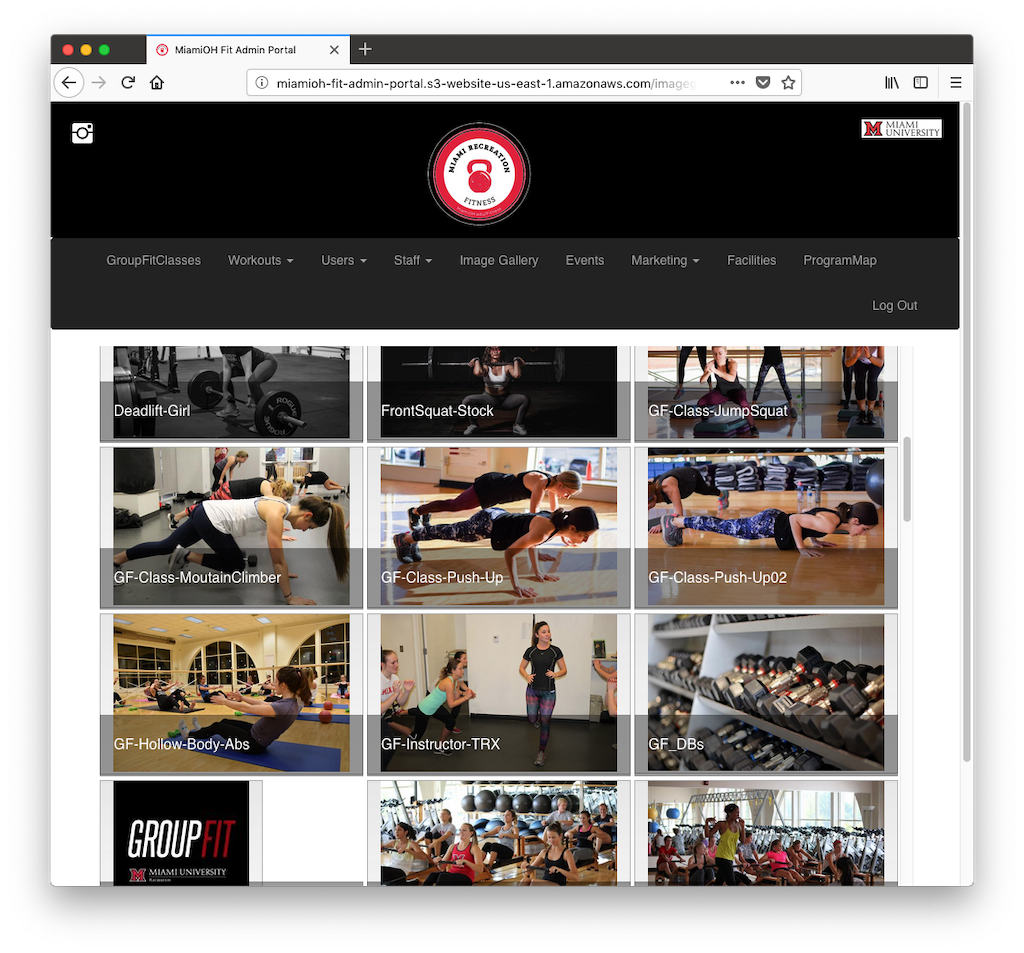 MiamiOH Fit Admin Portal
miamioh-fit-admin-portal.s3-website-us-east-1.amazonaws.com/image
MIAMI RECREATION
FITNESS
MIAMI
UNIVERSITY
GroupFitClasses Workouts Users Staff Image Gallery Events Marketing Facilities ProgramMap
Log Out
ROGUE
Deadlift-Girl
FrontSquat-Stock
GF-Class-JumpSquat
GF-Class-MoutainClimber
GF-Class-Push-Up
GF-Class-Push-Up02
GF-Hollow-Body-Abs
GF-Instructor-TRX
GF_DBs
GROUPFIT
MIAMI UNIVERSITY